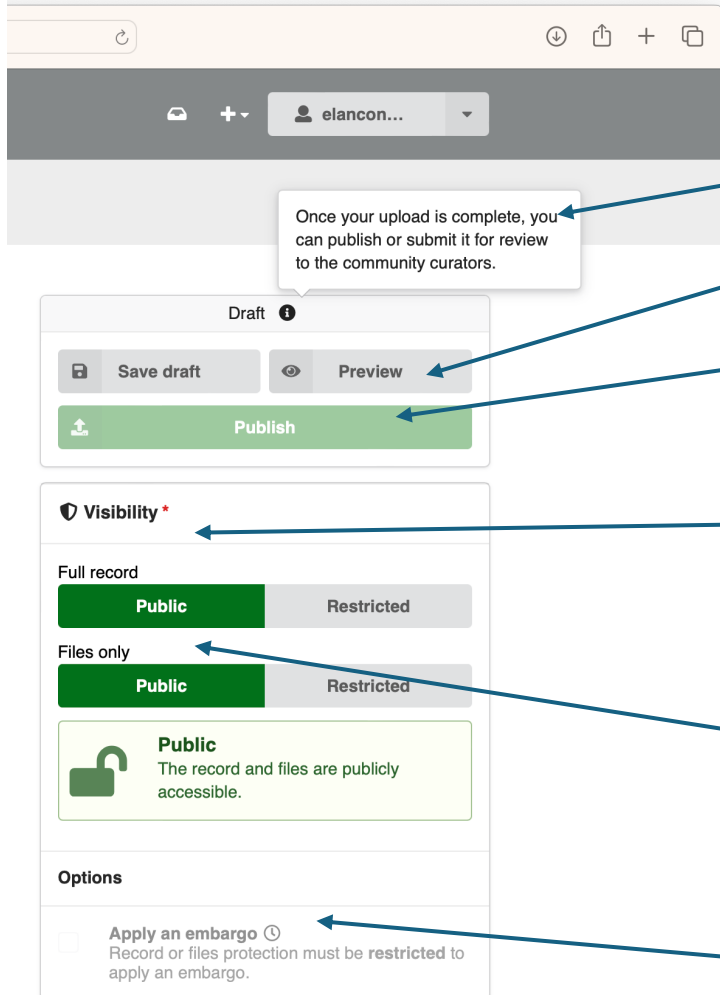 elancon...
Once your upload is complete, you
can publish or submit it for review
to the community curators.
Draft
Save draft
Preview
Publish
Visibility *
Full record
Public
Restricted
Files only
Public
Restricted
Public
The record and files are publicly
accessible.
Options
Apply an embargo
Record or files protection must be restricted to
apply an embargo.